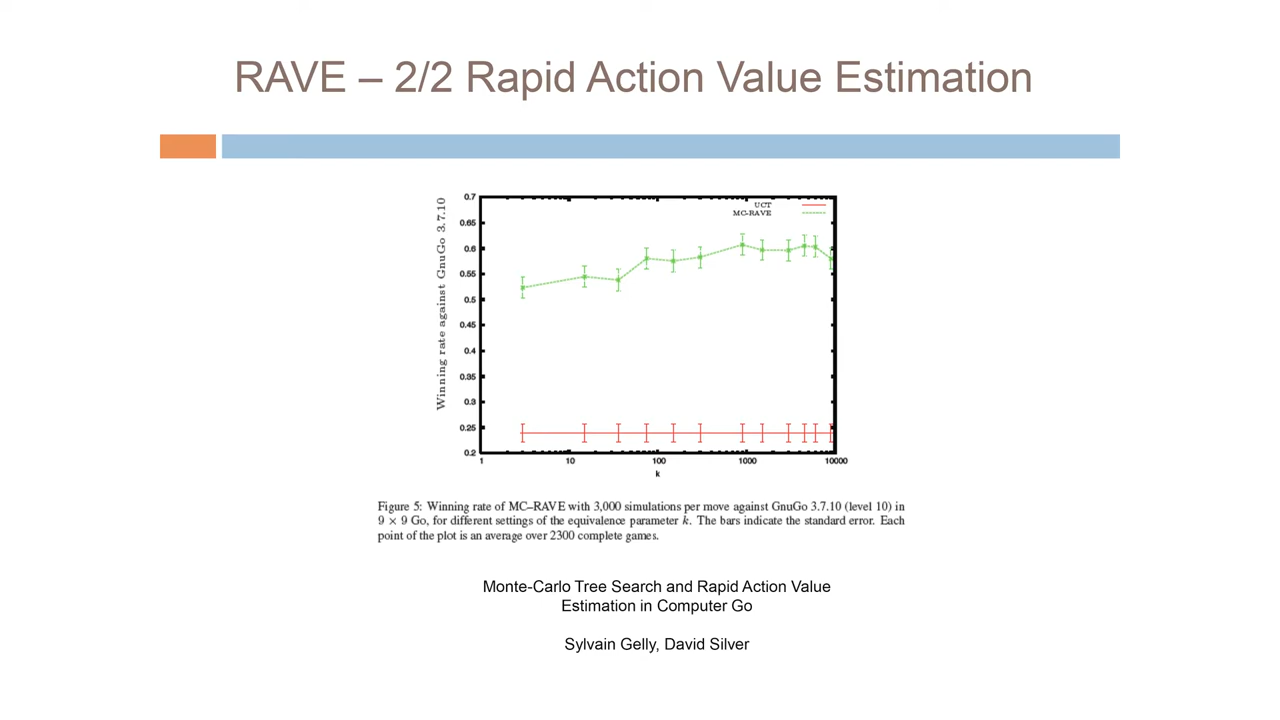 RAVE – 2/2 Rapid Action Value Estimation
Winning rate against GnuGo 3.7.10
0.7
0.65
0.6
0.55
0.5
0.45
0.4
0.35
0.3
0.25
0.2
UCT
MC-RAVE
1
10
100
1000
10000
k
Figure 5: Winning rate of MC–RAVE with 3,000 simulations per move against GnuGo 3.7.10 (level 10) in
9 × 9 Go, for different settings of the equivalence parameter k. The bars indicate the standard error. Each
point of the plot is an average over 2300 complete games.
Monte-Carlo Tree Search and Rapid Action Value
Estimation in Computer Go
Sylvain Gelly, David Silver